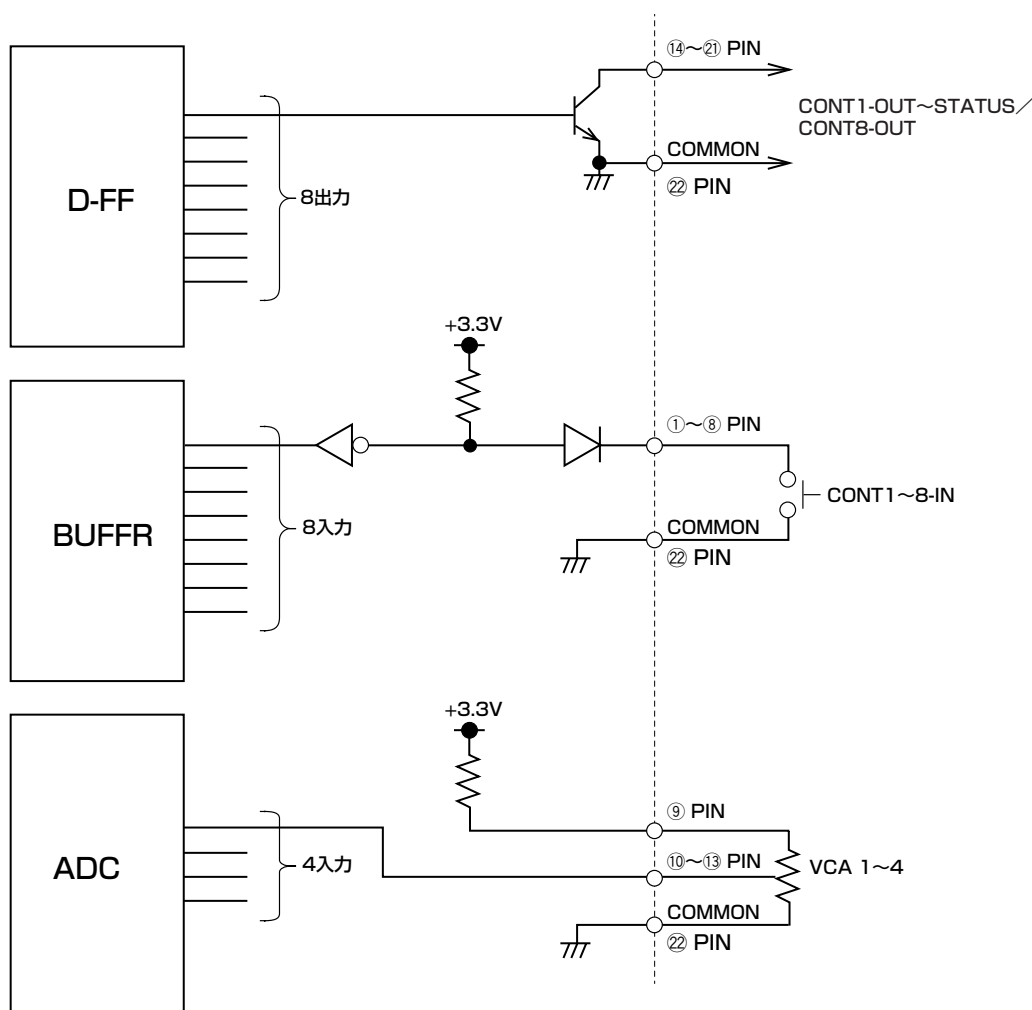 ⑭〜㉑ PIN
CONT1-OUT〜STATUS／
CONT8-OUT
COMMON
㉒ PIN
D-FF
8出力
+3.3V
①〜⑧ PIN
CONT1〜8-IN
COMMON
㉒ PIN
BUFFR
8入力
+3.3V
⑨ PIN
⑩〜⑬ PIN
VCA 1〜4
COMMON
㉒ PIN
ADC
4入力